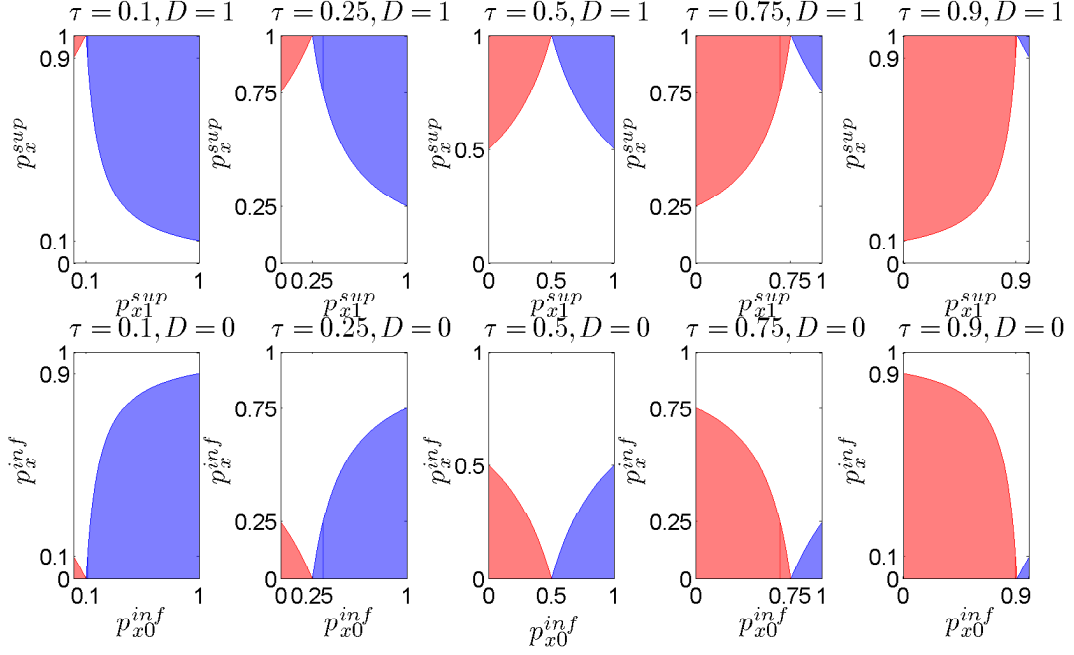 τ = 0.1, D = 1
τ = 0.25, D = 1
τ = 0.5, D = 1
τ = 0.75, D = 1
τ = 0.9, D = 1
1
0.9
0.1
0
p_x^{sup}
0.1
1
p_{x1}^{sup}
1
0.75
0.25
0
p_x^{sup}
0
0.25
1
p_{x1}^{sup}
1
0.5
0
p_x^{sup}
0
0.5
1
p_{x1}^{sup}
1
0.75
0.25
0
p_x^{sup}
0
0.75
1
p_{x1}^{sup}
1
0.9
0.1
0
p_x^{sup}
0
0.9
p_{x1}^{sup}
τ = 0.1, D = 0
τ = 0.25, D = 0
τ = 0.5, D = 0
τ = 0.75, D = 0
τ = 0.9, D = 0
1
0.9
0.1
0
p_x^{inf}
0.1
1
p_{x0}^{inf}
1
0.75
0.25
0
p_x^{inf}
0
0.25
1
p_{x0}^{inf}
1
0.5
0
p_x^{inf}
0
0.5
1
p_{x0}^{inf}
1
0.75
0.25
0
p_x^{inf}
0
0.75
1
p_{x0}^{inf}
1
0.9
0.1
0
p_x^{inf}
0
0.9
p_{x0}^{inf}